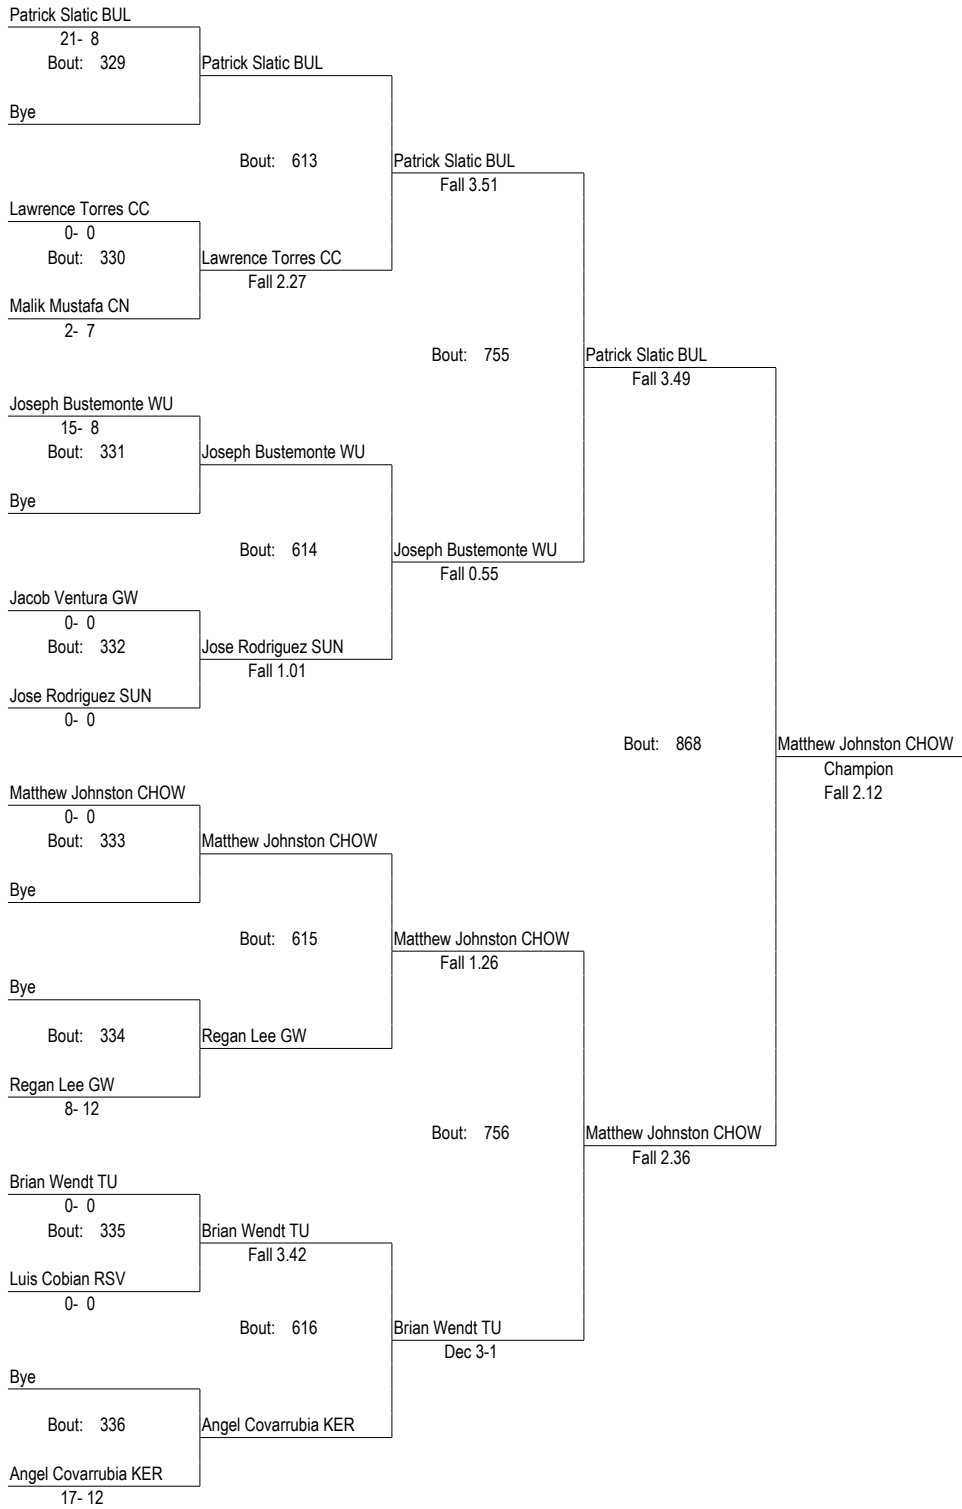 Patrick Slatic BUL
21- 8
Bout: 329
Patrick Slatic BUL
Bye
Bout: 613
Patrick Slatic BUL
Fall 3.51
Lawrence Torres CC
0- 0
Bout: 330
Lawrence Torres CC
Fall 2.27
Malik Mustafa CN
2- 7
Bout: 755
Patrick Slatic BUL
Fall 3.49
Joseph Bustemonte WU
15- 8
Bout: 331
Joseph Bustemonte WU
Bye
Bout: 614
Joseph Bustemonte WU
Fall 0.55
Jacob Ventura GW
0- 0
Bout: 332
Jose Rodriguez SUN
Fall 1.01
Jose Rodriguez SUN
0- 0
Bout: 868
Matthew Johnston CHOW
Champion
Fall 2.12
Matthew Johnston CHOW
0- 0
Bout: 333
Matthew Johnston CHOW
Bye
Bout: 615
Matthew Johnston CHOW
Fall 1.26
Bye
Bout: 334
Regan Lee GW
Regan Lee GW
8- 12
Bout: 756
Matthew Johnston CHOW
Fall 2.36
Brian Wendt TU
0- 0
Bout: 335
Brian Wendt TU
Fall 3.42
Luis Cobian RSV
0- 0
Bout: 616
Brian Wendt TU
Dec 3-1
Bye
Bout: 336
Angel Covarrubia KER
Angel Covarrubia KER
17- 12